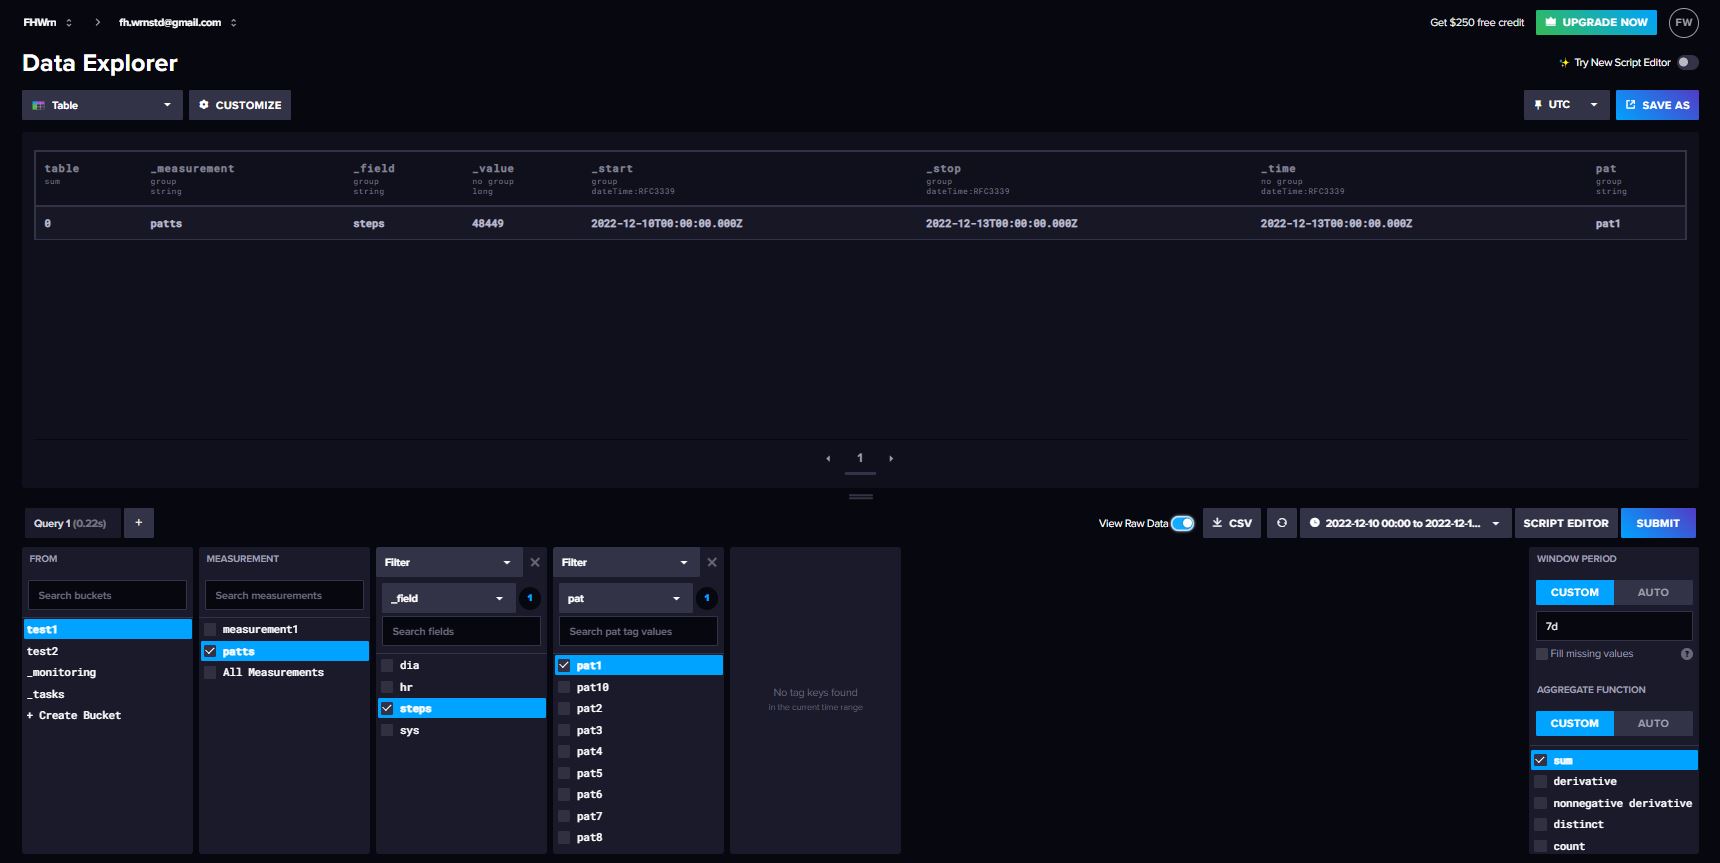 FHWrn > fh.wrnstd@gmail.com
Get $250 free credit UPGRADE NOW FW
Data Explorer
Try New Script Editor
Table CUSTOMIZE
UTC SAVE AS
table _measurement _field _value _start _stop _time pat
sum group group no group group group no group group
string string long dateTime:RFC3339 dateTime:RFC3339 dateTime:RFC3339 string
0 patts steps 48449 2022-12-10T00:00:00.000Z 2022-12-13T00:00:00.000Z 2022-12-13T00:00:00.000Z pat1
1
Query 1 (0.22s) +
View Raw Data CSV 2022-12-10 00:00 to 2022-12-1... SCRIPT EDITOR SUBMIT
FROM
Search buckets
test1
test2
_monitoring
_tasks
+ Create Bucket
MEASUREMENT
Search measurements
measurement1
patts
All Measurements
Filter
_field 1
Search fields
dia
hr
steps
sys
Filter
pat 1
Search pat tag values
pat1
pat10
pat2
pat3
pat4
pat5
pat6
pat7
pat8
No tag keys found
in the current time range
WINDOW PERIOD
CUSTOM AUTO
7d
Fill missing values ?
AGGREGATE FUNCTION
CUSTOM AUTO
sum
derivative
nonnegative derivative
distinct
count